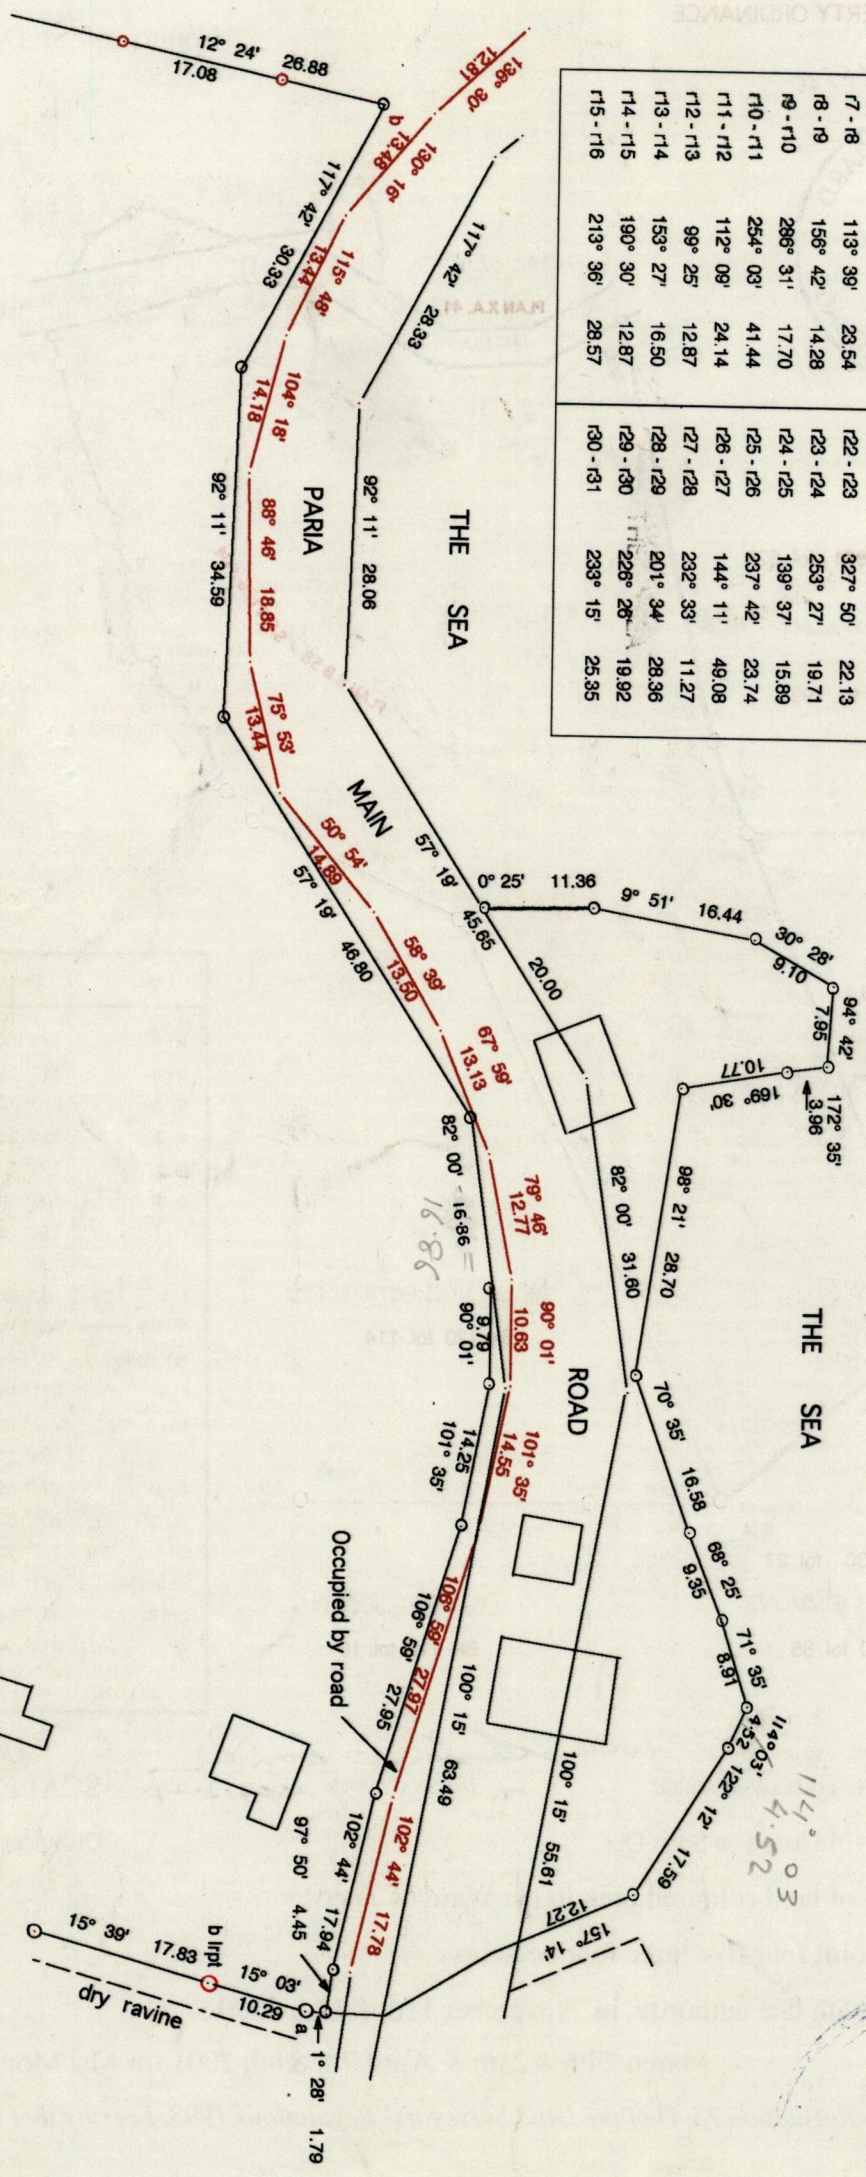 r7 - r8 113° 39' 23.54 r22 - r23 327° 50' 22.13
r8 - r9 156° 42' 14.28 r23 - r24 253° 27' 19.71
r9 - r10 286° 31' 17.70 r24 - r25 139° 37' 15.89
r10 - r11 254° 03' 41.44 r25 - r26 237° 42' 23.74
r11 - r12 112° 09' 24.14 r26 - r27 144° 11' 49.08
r12 - r13 99° 25' 12.87 r27 - r28 232° 33' 11.27
r13 - r14 153° 27' 16.50 r28 - r29 201° 34' 28.36
r14 - r15 190° 30' 12.87 r29 - r30 226° 26' 19.92
r15 - r16 213° 36' 28.57 r30 - r31 233° 15' 25.35
THE SEA
THE SEA
94° 42'
7.95
30° 28'
9.10
172° 35'
3.96
9° 51' 16.44
169° 30'
10.77
0° 25' 11.36
98° 21' 28.70
70° 35' 16.58
68° 25'
9.35
71° 35'
8.91
114° 03'
4.52
114° 03
4.52
122° 12'
17.59
157° 14'
12.27
117° 42' 28.33
92° 11' 28.06
57° 19' 45.65
20.00
82° 00' 31.60
100° 15' 55.61
PARIA MAIN ROAD
136° 30'
12.81
130° 16'
13.48
115° 48'
13.44
104° 18'
14.18
88° 46' 18.85
75° 53'
13.44
50° 54'
14.89
58° 39'
13.50
67° 59'
13.13
79° 46'
12.77
90° 01'
10.63
101° 35'
14.55
106° 59' 27.97
102° 44' 17.78
12° 24' 26.88
17.08
q
117° 42' 30.33
92° 11' 34.59
57° 19' 46.80
82° 00' 16.86
= 16.86
9.79
90° 01'
14.25
101° 35'
100° 15' 63.49
106° 59' 27.95
Occupied by road
102° 44' 17.94
97° 50' 4.45
1° 28' 1.79
a
15° 03'
10.29
b Irpt
15° 39' 17.83
dry ravine
PLAN X.A. 41